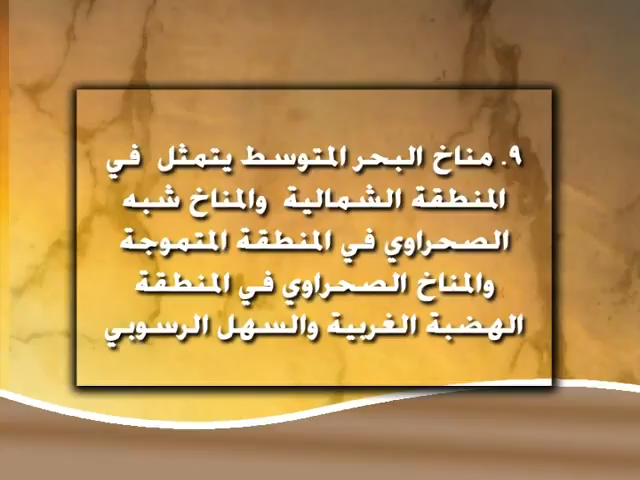 ٩. مناخ البحر المتوسط يتمثل في
المنطقة الشمالية والمناخ شبه
الصحراوي في المنطقة المتموجة
والمناخ الصحراوي في المنطقة
الهضبة الغربية والسهل الرسوبي